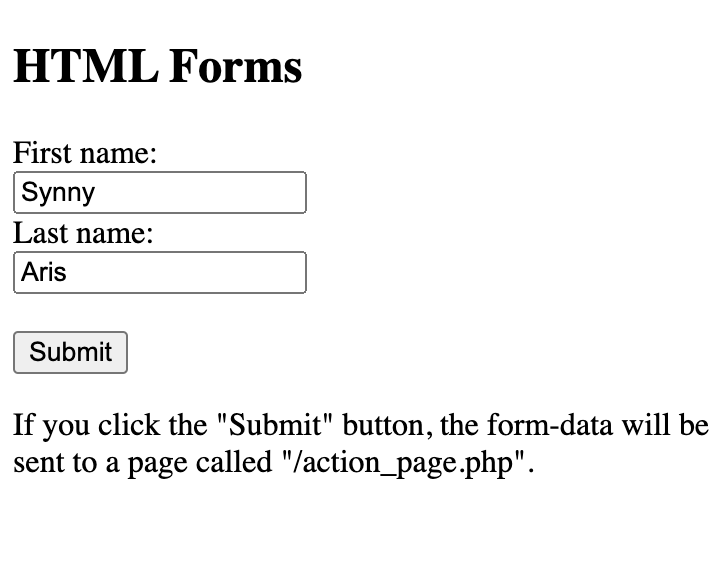 HTML Forms
First name:
Synny
Last name:
Aris
Submit
If you click the "Submit" button, the form-data will be
sent to a page called "/action_page.php".